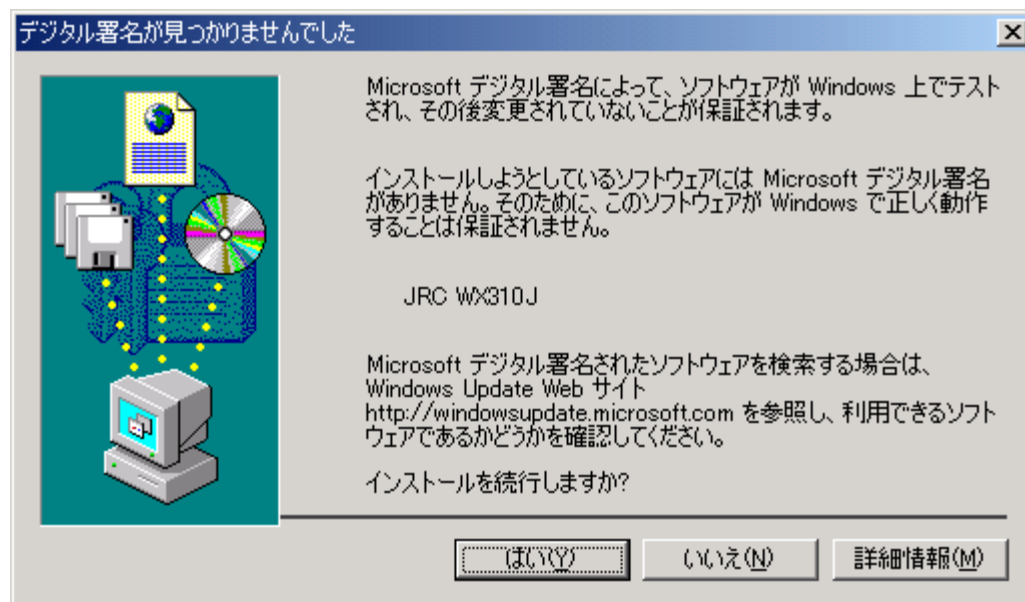 デジタル署名が見つかりませんでした
Microsoft デジタル署名によって、ソフトウェアが Windows 上でテスト
され、その後変更されていないことが保証されます。
インストールしようとしているソフトウェアには Microsoft デジタル署名
がありません。そのために、このソフトウェアが Windows で正しく動作
することは保証されません。
JRC WX310J
Microsoft デジタル署名されたソフトウェアを検索する場合は、
Windows Update Web サイト
http://windowsupdate.microsoft.com を参照し、利用できるソフト
ウェアであるかどうかを確認してください。
インストールを続行しますか?
はい(Y) いいえ(N) 詳細情報(M)